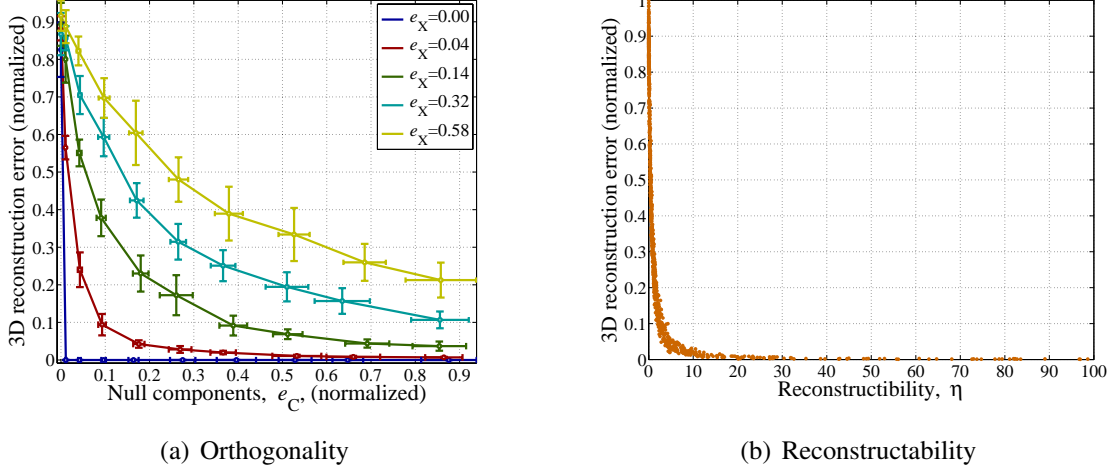 3D reconstruction error (normalized)
0.9
0.8
0.7
0.6
0.5
0.4
0.3
0.2
0.1
0
0 0.1 0.2 0.3 0.4 0.5 0.6 0.7 0.8 0.9
Null components, e_C, (normalized)
e_X=0.00
e_X=0.04
e_X=0.14
e_X=0.32
e_X=0.58
(a) Orthogonality
3D reconstruction error (normalized)
1
0.9
0.8
0.7
0.6
0.5
0.4
0.3
0.2
0.1
0
0 10 20 30 40 50 60 70 80 90 100
Reconstructibility, η
(b) Reconstructability